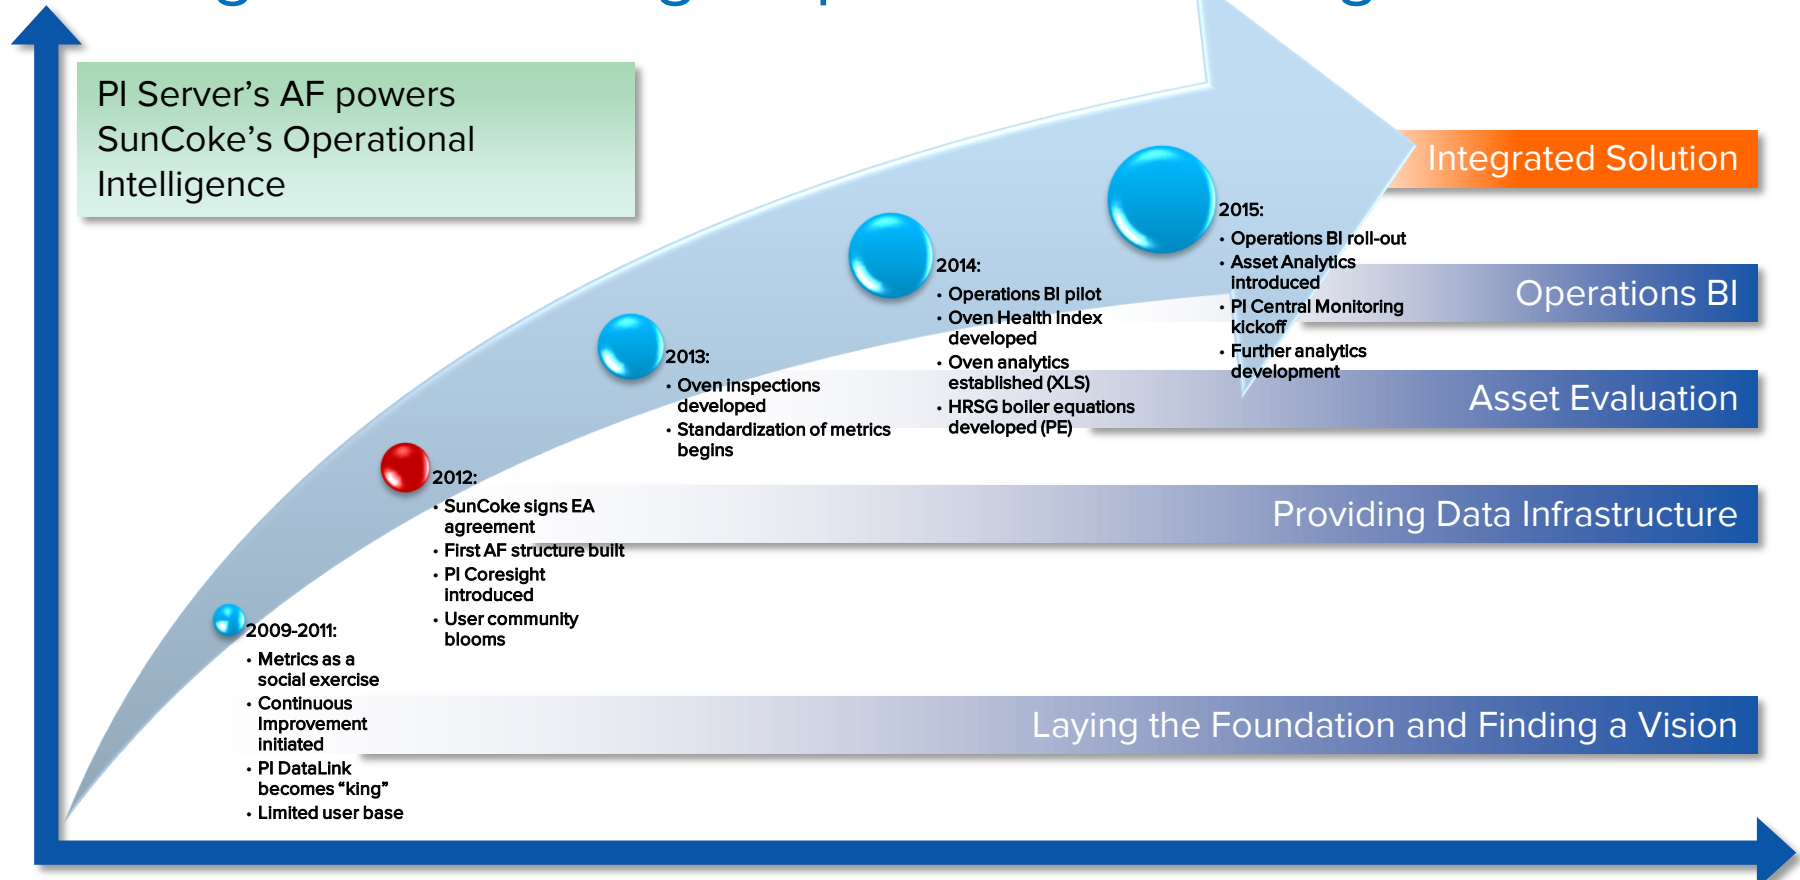 PI Server’s AF powers
SunCoke’s Operational
Intelligence
Integrated Solution
2015:
• Operations BI roll-out
• Asset Analytics
introduced
• PI Central Monitoring
kickoff
• Further analytics
development
Operations BI
2014:
• Operations BI pilot
• Oven Health Index
developed
• Oven analytics
established (XLS)
• HRSG boiler equations
developed (PE)
Asset Evaluation
2013:
• Oven inspections
developed
• Standardization of metrics
begins
Providing Data Infrastructure
2012:
• SunCoke signs EA
agreement
• First AF structure built
• PI Coresight
introduced
• User community
blooms
Laying the Foundation and Finding a Vision
2009-2011:
• Metrics as a
social exercise
• Continuous
Improvement
initiated
• PI DataLink
becomes “king”
• Limited user base